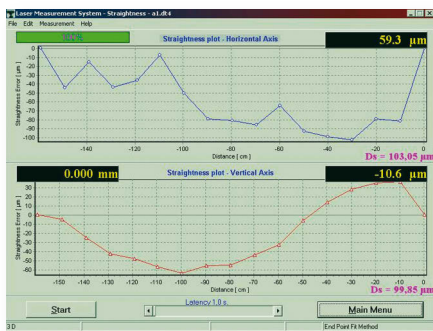 Laser Measurement System - Straightness - a1.dt4
File Edit Measurement Help
100%
Straightness plot - Horizontal Axis
59.3 µm
Straightness Error [ µm ]
0
-10
-20
-30
-40
-50
-60
-70
-80
-90
-100
-140 -120 -100 -80 -60 -40 -20 0
Distance [ cm ]
Ds = 103,05 µm
0.000 mm
Straightness plot - Vertical Axis
-10.6 µm
Straightness Error [ µm ]
30
20
10
0
-10
-20
-30
-40
-50
-60
-150 -140 -130 -120 -110 -100 -90 -80 -70 -60 -50 -40 -30 -20 -10 0
Distance [ cm ]
Ds = 99,85 µm
Start
Latency 1,0 s.
Main Menu
3D
End Point Fit Method